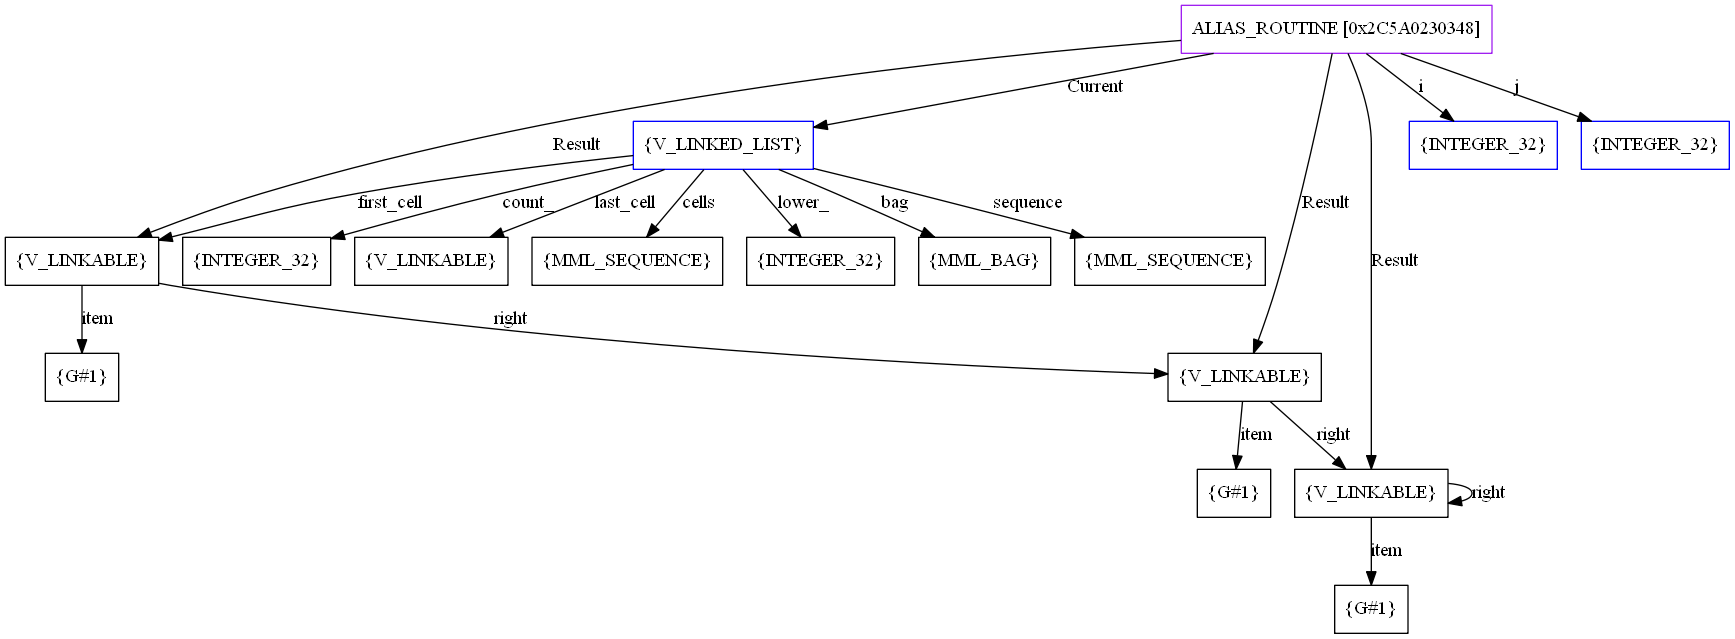 ALIAS_ROUTINE [0x2C5A0230348]
Current
i
j
Result
{V_LINKED_LIST}
{INTEGER_32}
{INTEGER_32}
first_cell
count_
last_cell
cells
lower_
bag
sequence
Result
{V_LINKABLE}
{INTEGER_32}
{V_LINKABLE}
{MML_SEQUENCE}
{INTEGER_32}
{MML_BAG}
{MML_SEQUENCE}
Result
item
right
{G#1}
{V_LINKABLE}
item
right
{G#1}
{V_LINKABLE}
right
item
{G#1}